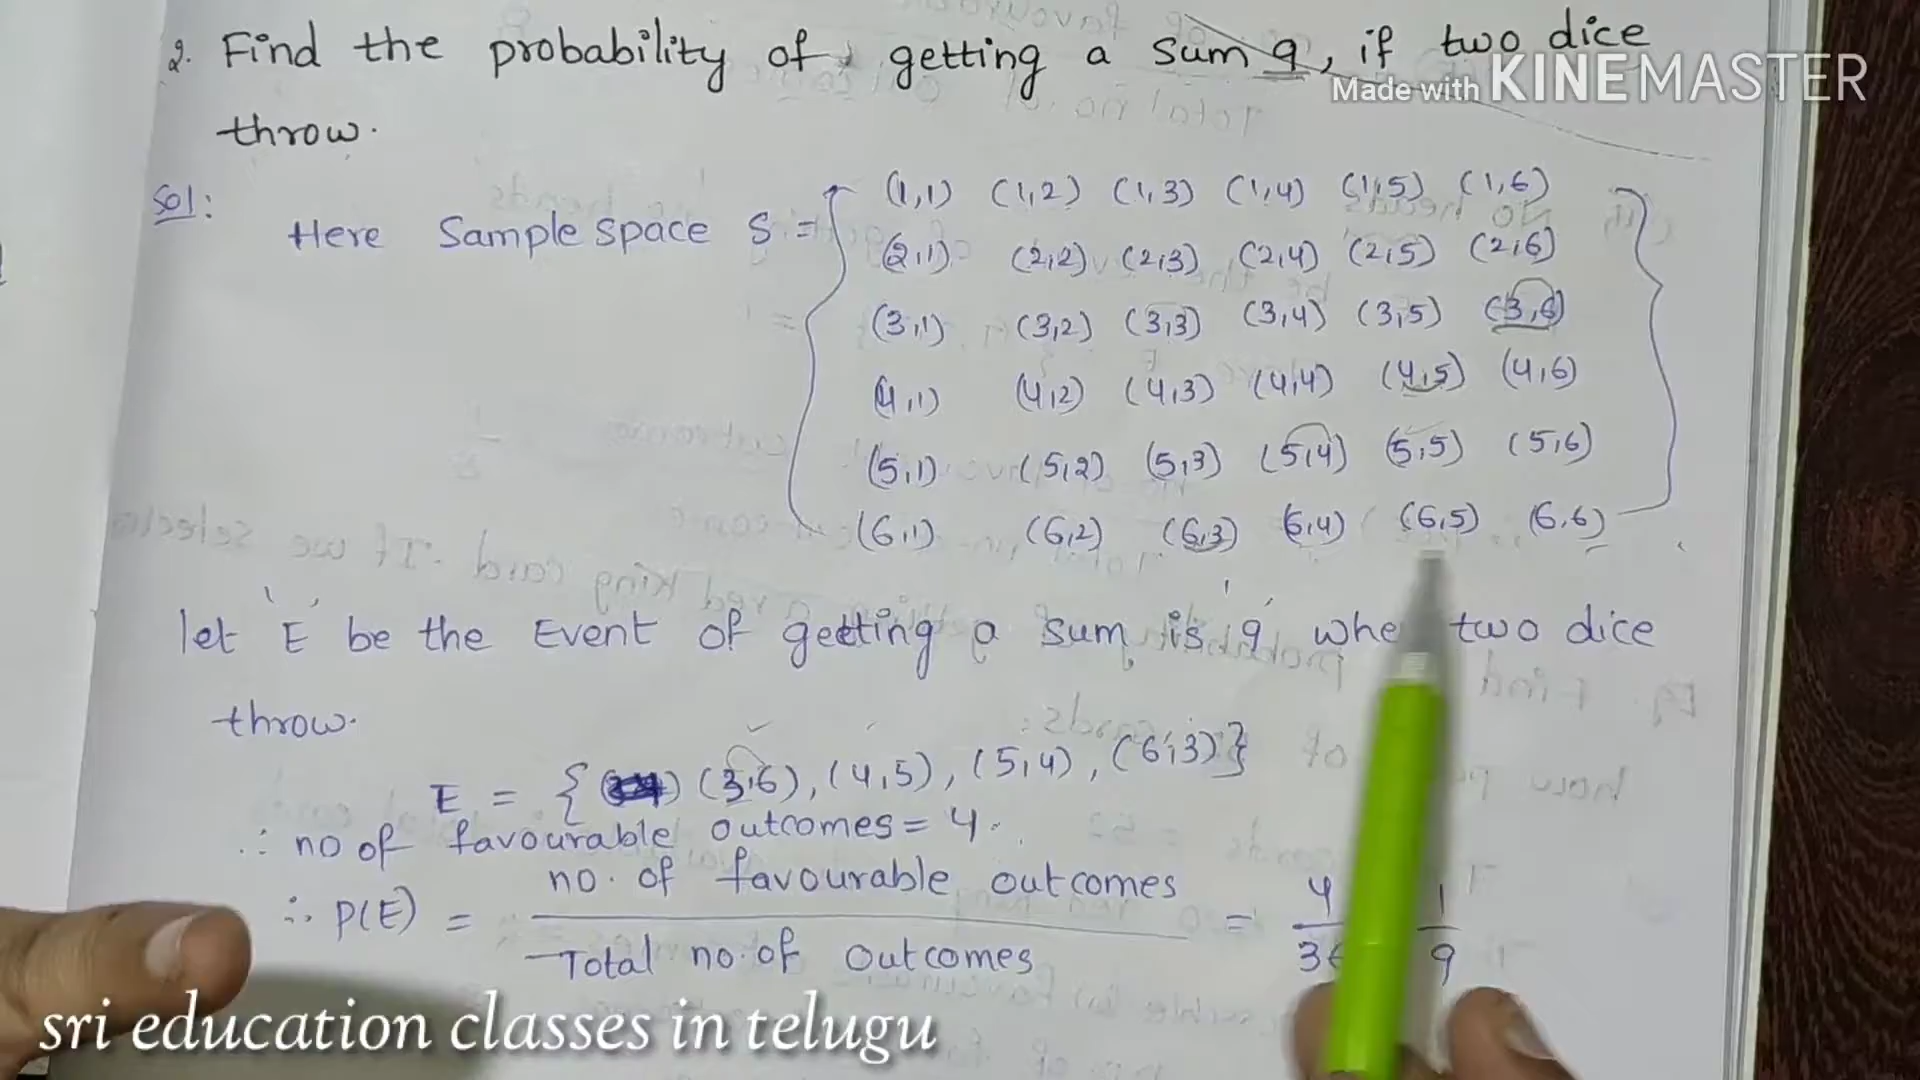 2. Find the probability of getting a sum 9, if two dice
Made with KINEMASTER
throw.
Sol:
Here Sample space S = { (1,1) (1,2) (1,3) (1,4) (1,5) (1,6)
(2,1) (2,2) (2,3) (2,4) (2,5) (2,6)
(3,1) (3,2) (3,3) (3,4) (3,5) (3,6)
(4,1) (4,2) (4,3) (4,4) (4,5) (4,6)
(5,1) (5,2) (5,3) (5,4) (5,5) (5,6)
(6,1) (6,2) (6,3) (6,4) (6,5) (6,6) }
let 'E' be the Event of getting a sum is '9' whe two dice
throw.
E = { (3,6), (4,5), (5,4), (6,3)}
∴ no of favourable outcomes = 4.
∴ P(E) = no. of favourable outcomes / Total no. of outcomes = 4/3 1/9
sri education classes in telugu